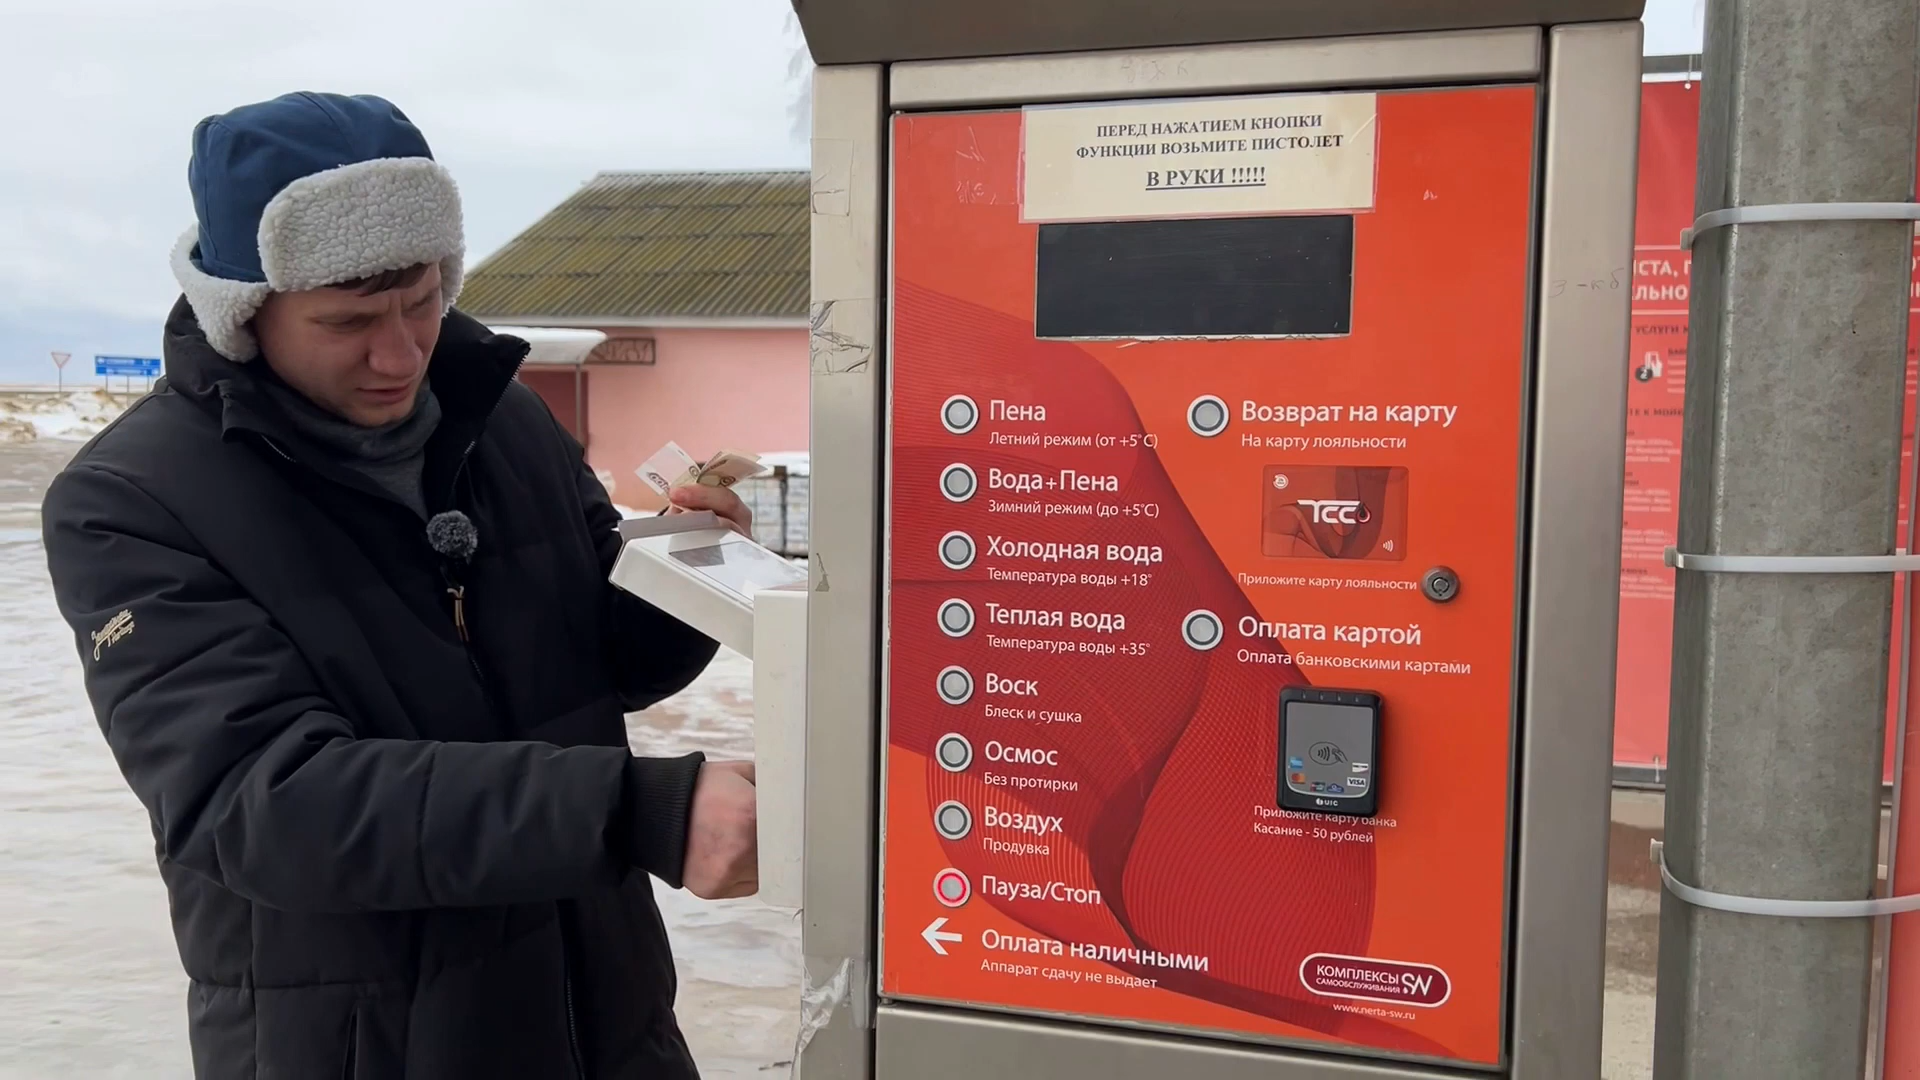 ПЕРЕД НАЖАТИЕМ КНОПКИ
ФУНКЦИИ ВОЗЬМИТЕ ПИСТОЛЕТ
В РУКИ !!!!!
Пена
Летний режим (от +5°С)
Вода+Пена
Зимний режим (до +5°С)
Холодная вода
Температура воды +18°
Теплая вода
Температура воды +35°
Воск
Блеск и сушка
Осмос
Без протирки
Воздух
Продувка
Пауза/Стоп
Оплата наличными
Аппарат сдачу не выдает
Возврат на карту
На карту лояльности
ТСС
Приложите карту лояльности
Оплата картой
Оплата банковскими картами
VISA
UIC
Приложите карту банка
Касание - 50 рублей
КОМПЛЕКСЫ SW
САМООБСЛУЖИВАНИЯ
www.nerta-sw.ru